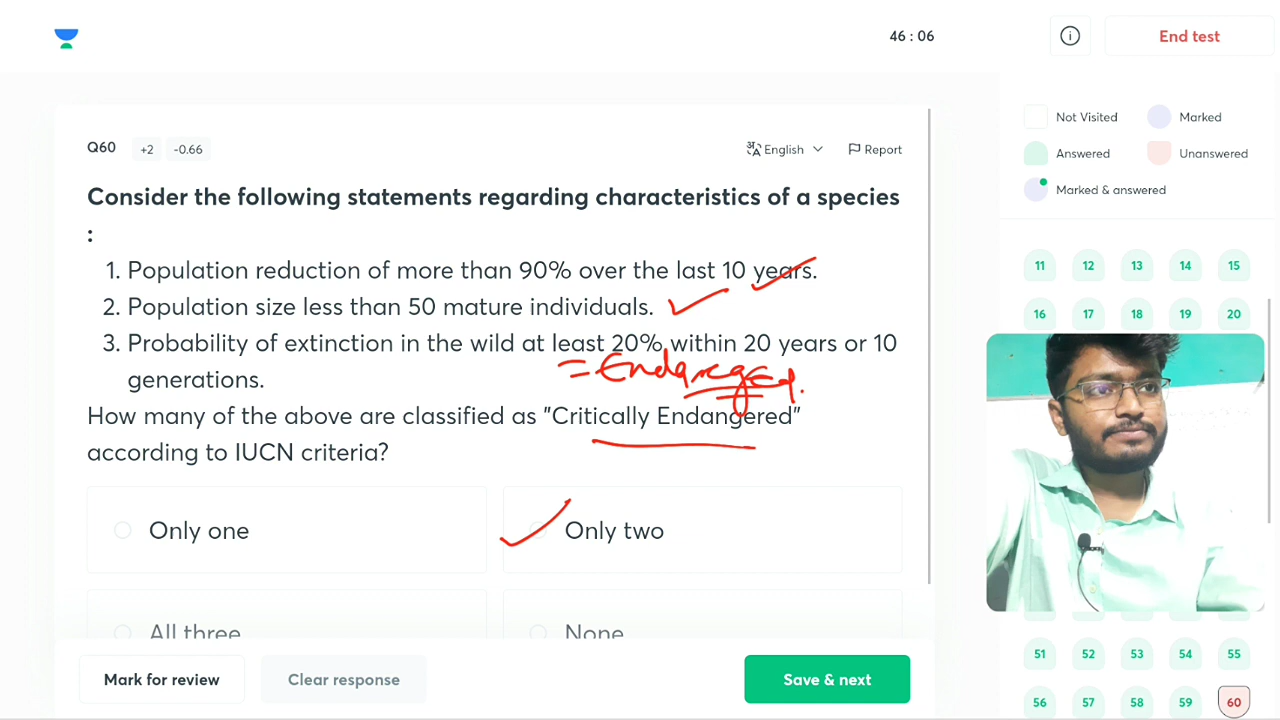 46 : 06
End test
Q60
+2
-0.66
English
Report
Consider the following statements regarding characteristics of a species
:
1. Population reduction of more than 90% over the last 10 years.
2. Population size less than 50 mature individuals.
3. Probability of extinction in the wild at least 20% within 20 years or 10
generations.
= Endangered.
How many of the above are classified as "Critically Endangered"
according to IUCN criteria?
Only one
Only two
All three
None
Mark for review
Clear response
Save & next
Not Visited
Marked
Answered
Unanswered
Marked & answered
11 12 13 14 15
16 17 18 19 20
51 52 53 54 55
56 57 58 59 60